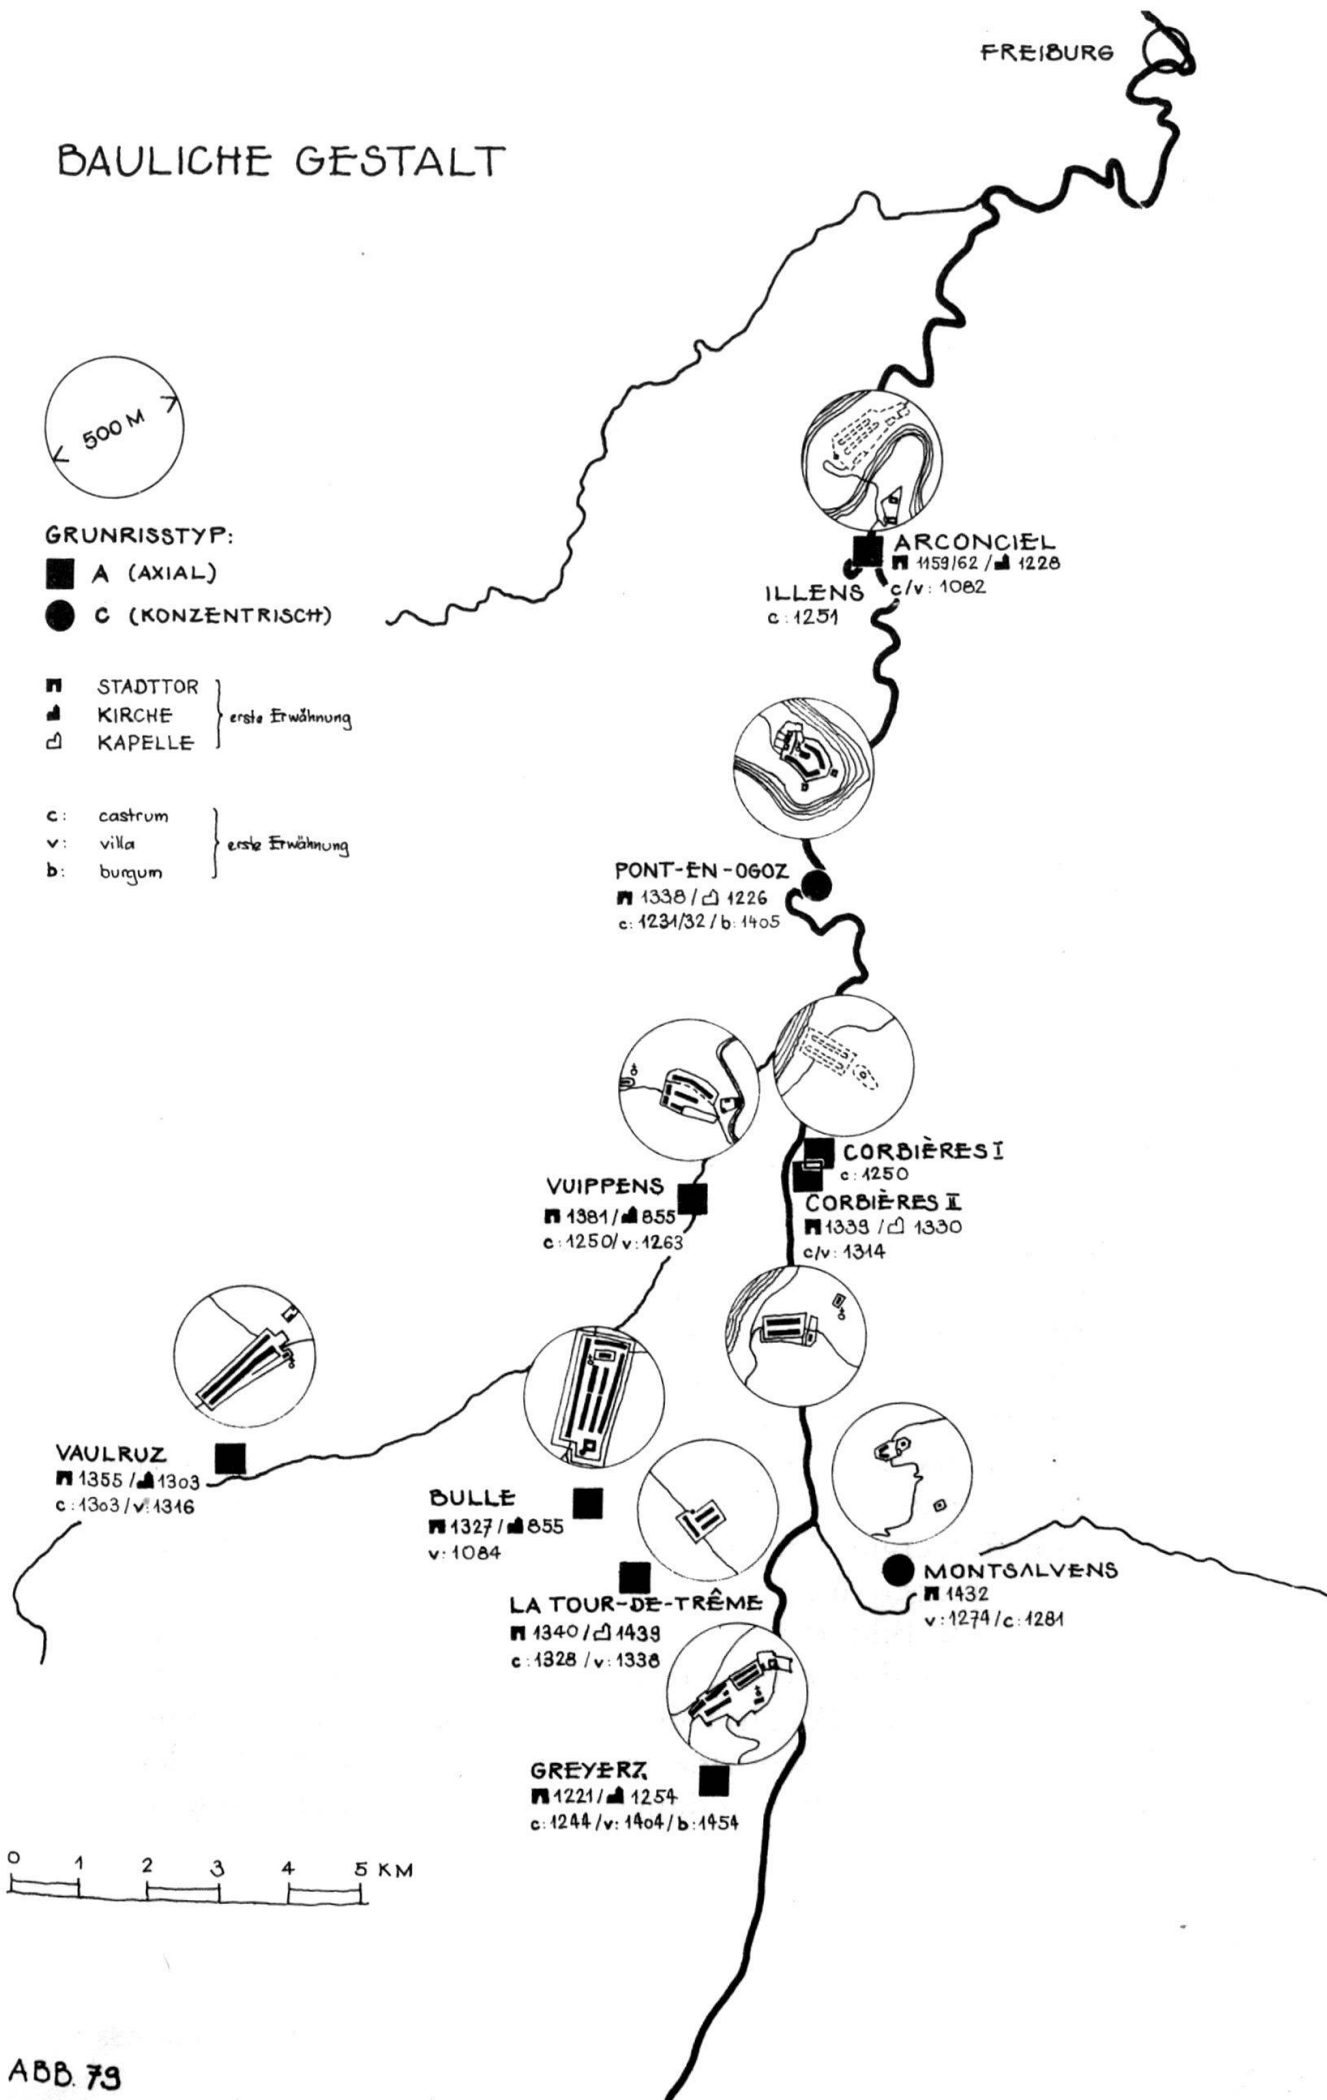 FREIBURG
BAULICHE GESTALT
500 M
GRUNRISSTYP:
A (AXIAL)
C (KONZENTRISCH)
STADTTOR
KIRCHE
KAPELLE
erste Erwähnung
c: castrum
v: villa
b: burgum
erste Erwähnung
ARCONCIEL
1159/62 / 1228
c/v: 1082
ILLENS
c: 1251
PONT-EN-OGOZ
1338 / 1226
c: 1231/32 / b: 1405
CORBIÈRES I
c: 1250
CORBIÈRES II
1339 / 1330
c/v: 1314
VUIPPENS
1381 / 855
c: 1250 / v: 1263
VAULRUZ
1355 / 1303
c: 1303 / v: 1316
BULLE
1327 / 855
v: 1084
LA TOUR-DE-TRÊME
1340 / 1439
c: 1328 / v: 1338
MONTSALVENS
1432
v: 1274 / c: 1281
GREYERZ
1221 / 1254
c: 1244 / v: 1404 / b: 1454
0 1 2 3 4 5 KM
ABB. 79